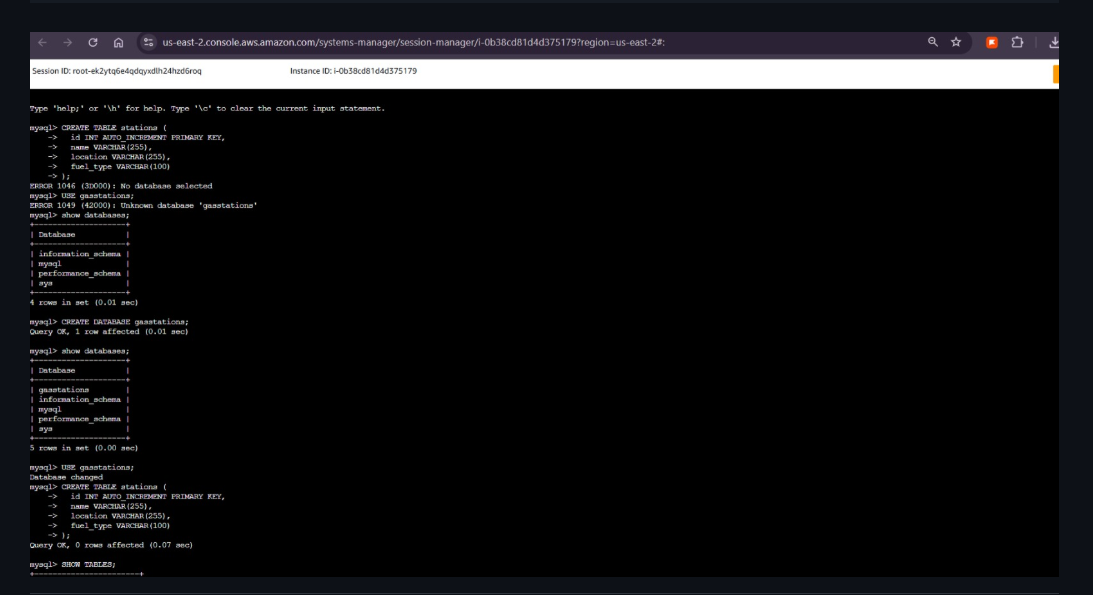 us-east-2.console.aws.amazon.com/systems-manager/session-manager/i-0b38cd81d4d375179?region=us-east-2#:
Session ID: root-ek2ytq6e4qdqyxdlh24hzd6roq Instance ID: i-0b38cd81d4d375179
Type 'help;' or '\h' for help. Type '\c' to clear the current input statement.
mysql> CREATE TABLE stations (
    ->   id INT AUTO_INCREMENT PRIMARY KEY,
    ->   name VARCHAR(255),
    ->   location VARCHAR(255),
    ->   fuel_type VARCHAR(100)
    -> );
ERROR 1046 (3D000): No database selected
mysql> USE gasstations;
ERROR 1049 (42000): Unknown database 'gasstations'
mysql> show databases;
+--------------------+
| Database           |
+--------------------+
| information_schema |
| mysql              |
| performance_schema |
| sys                |
+--------------------+
4 rows in set (0.01 sec)
mysql> CREATE DATABASE gasstations;
Query OK, 1 row affected (0.01 sec)
mysql> show databases;
+--------------------+
| Database           |
+--------------------+
| gasstations        |
| information_schema |
| mysql              |
| performance_schema |
| sys                |
+--------------------+
5 rows in set (0.00 sec)
mysql> USE gasstations;
Database changed
mysql> CREATE TABLE stations (
    ->   id INT AUTO_INCREMENT PRIMARY KEY,
    ->   name VARCHAR(255),
    ->   location VARCHAR(255),
    ->   fuel_type VARCHAR(100)
    -> );
Query OK, 0 rows affected (0.07 sec)
mysql> SHOW TABLES;
+-----------------------+